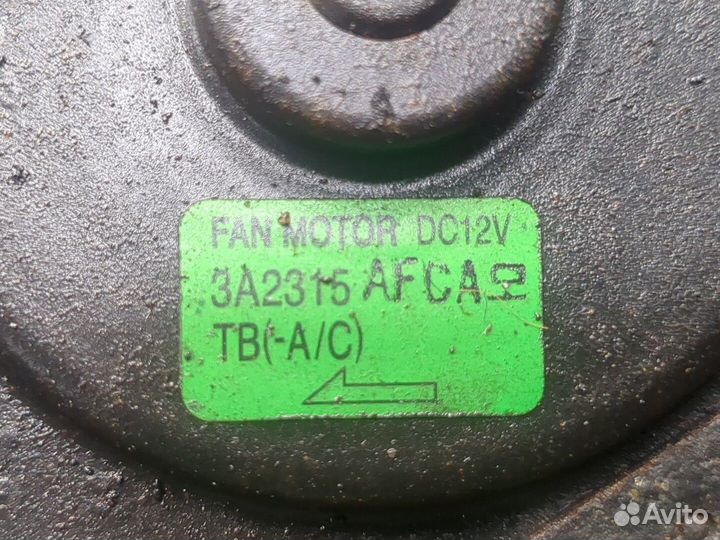 FAN MOTOR DC12V
3A2315 AFCA
TB(-A/C)
Avito